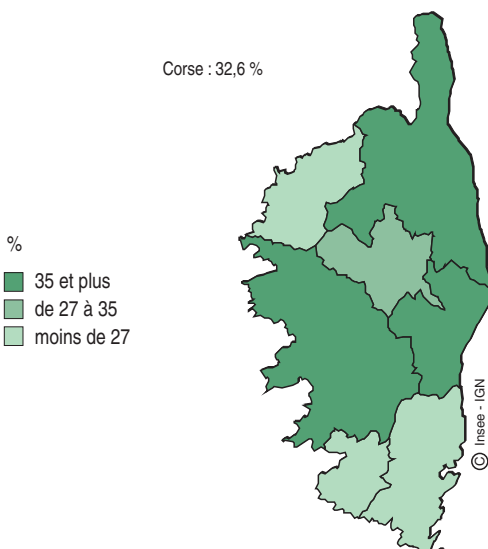 Corse : 32,6 %
%
35 et plus
de 27 à 35
moins de 27
© Insee - IGN